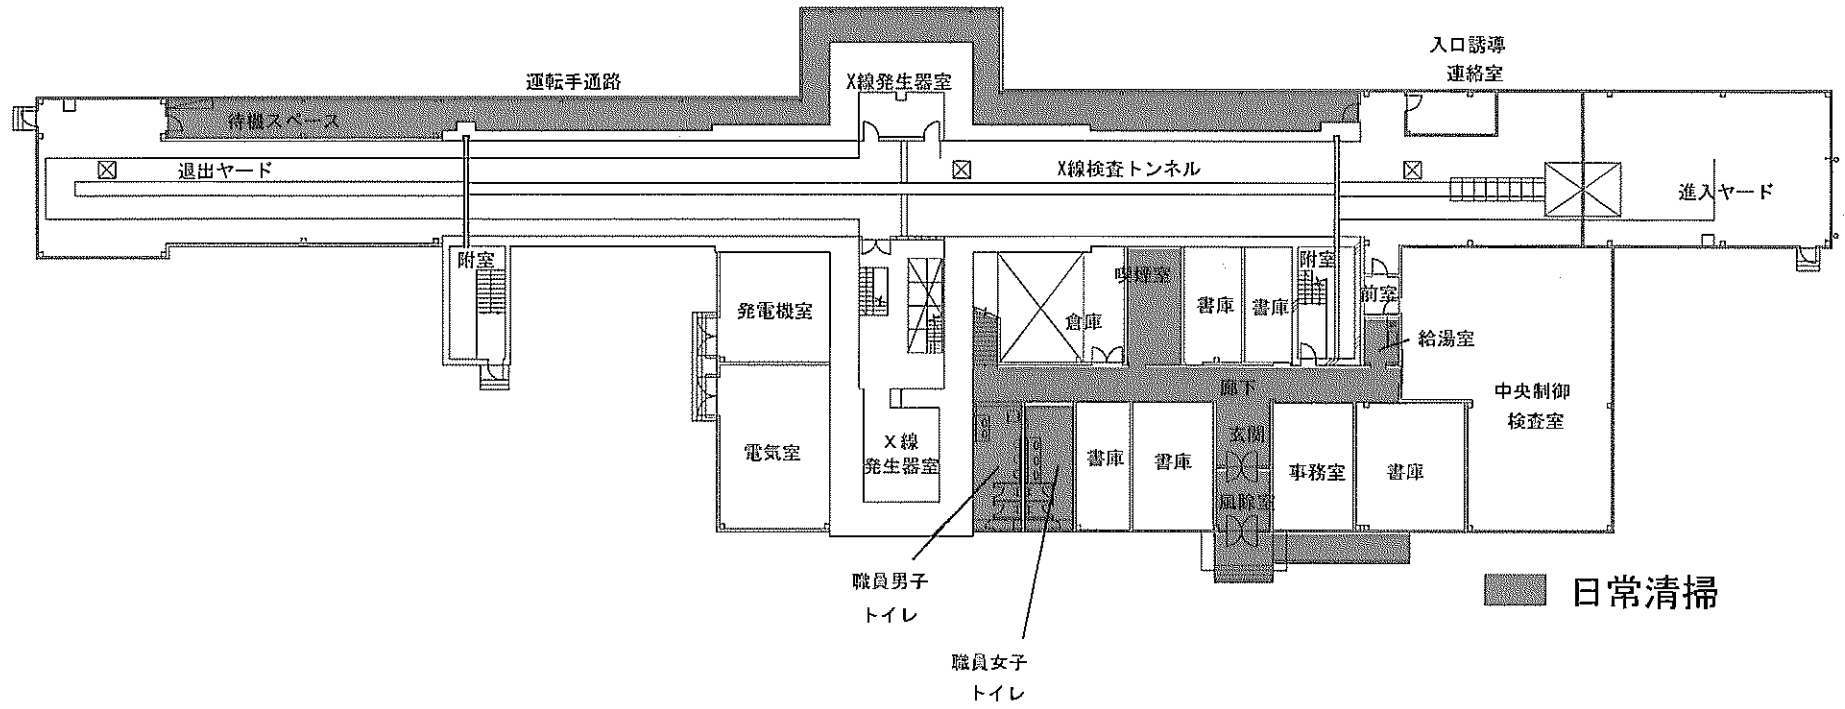 入口誘導
連絡室
運転手通路
X線発生器室
待機スペース
退出ヤード
X線検査トンネル
進入ヤード
附室
喫煙室
附室
発電機室
書庫
書庫
前室
倉庫
給湯室
廊下
中央制御
検査室
玄関
電気室
X線
発生器室
書庫
書庫
事務室
書庫
風除室
職員男子
トイレ
日常清掃
職員女子
トイレ